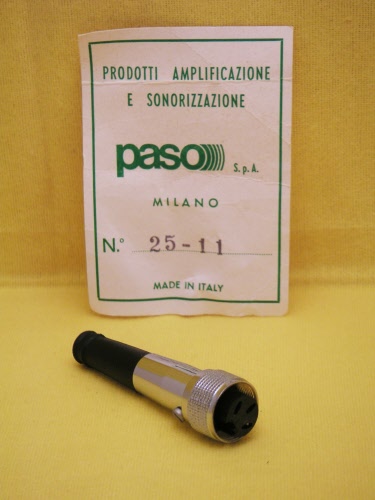 PRODOTTI AMPLIFICAZIONE
E SONORIZZAZIONE
paso S.p.A.
MILANO
N.° 25-11
MADE IN ITALY